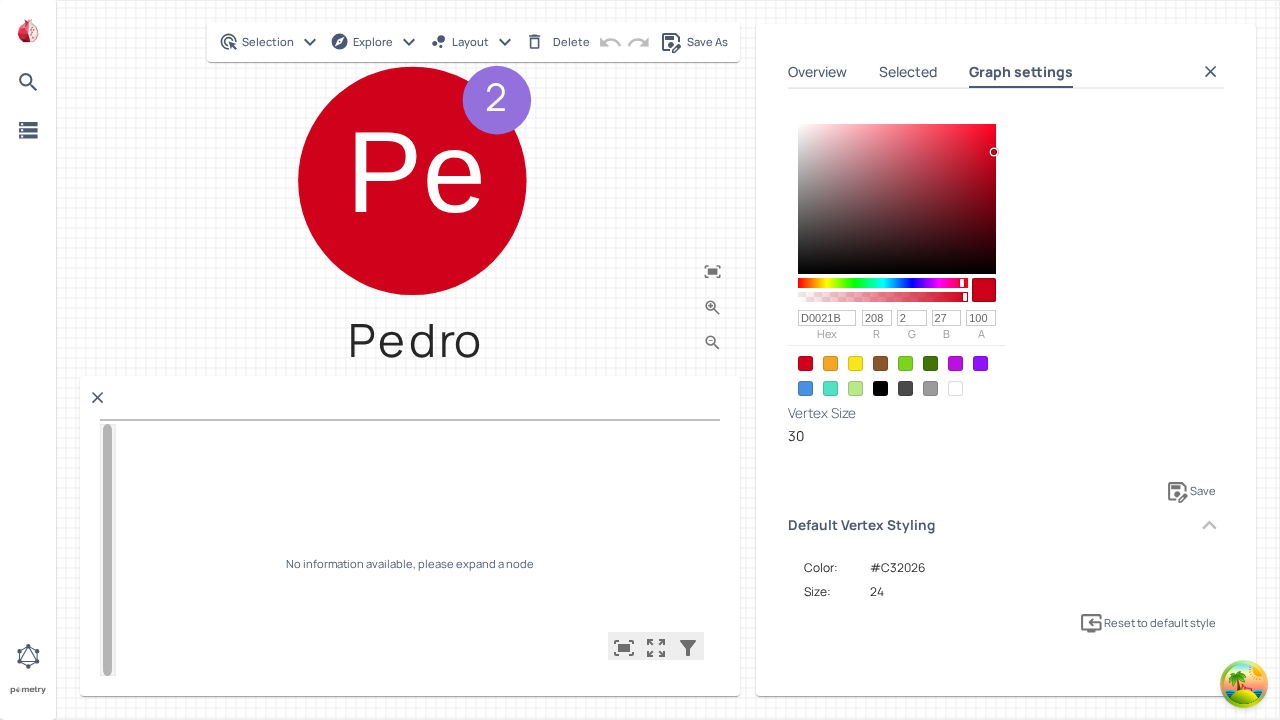 Selection
Explore
Layout
Delete
Save As
2
Pe
Pedro
No information available, please expand a node
Overview
Selected
Graph settings
D0021B
208
2
27
100
Hex
R
G
B
A
Vertex Size
30
Save
Default Vertex Styling
Color:
#C32026
Size:
24
Reset to default style
pometry